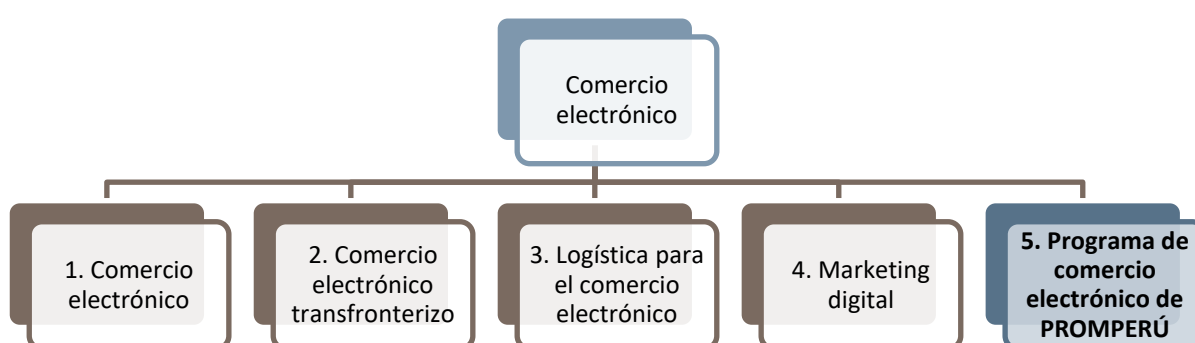 Comercio
electrónico
1. Comercio
electrónico
2. Comercio
electrónico
transfronterizo
3. Logística para
el comercio
electrónico
4. Marketing
digital
5. Programa de
comercio
electrónico de
PROMPERÚ